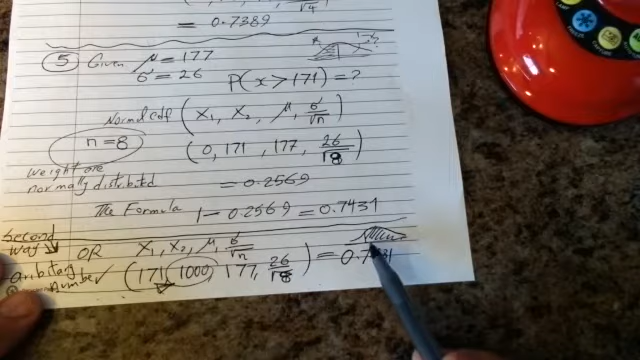 = 0.7389
⑤ Given μ = 177
σ = 26
P(x > 171) = ?
Normalcdf (X₁, X₂, μ, σ/√n)
n = 8
(0, 171, 177, 26/√8)
weight are
normally distributed
= 0.2569
The Formula 1 - 0.2569 = 0.7431
Second
way
OR X₁, X₂, μ, σ/√n
arbitary
number ✓
(171, 1000, 177, 26/√8) = 0.7431